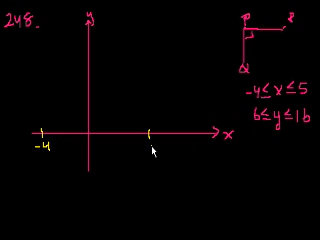 248.
y
P R
Q
-4 ≤ x ≤ 5
6 ≤ y ≤ 16
x
-4